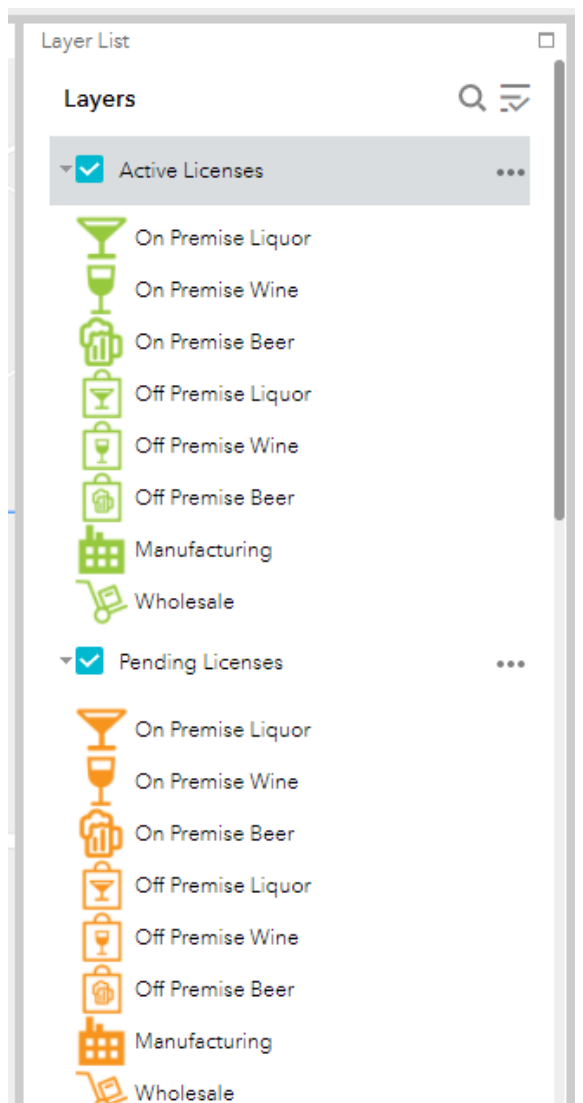 Layer List
Layers
Active Licenses
On Premise Liquor
On Premise Wine
On Premise Beer
Off Premise Liquor
Off Premise Wine
Off Premise Beer
Manufacturing
Wholesale
Pending Licenses
On Premise Liquor
On Premise Wine
On Premise Beer
Off Premise Liquor
Off Premise Wine
Off Premise Beer
Manufacturing
Wholesale